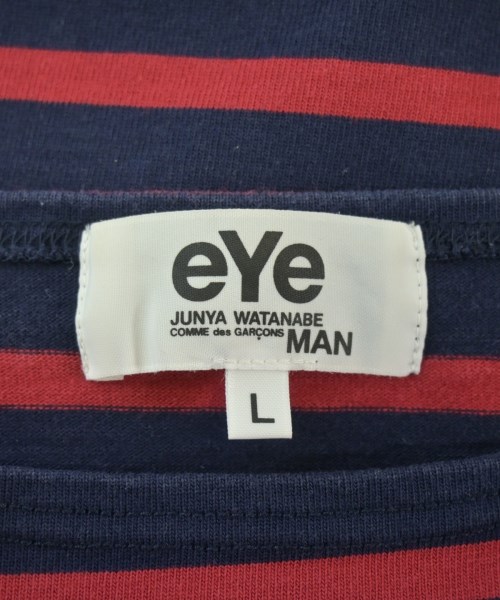 eYe
JUNYA WATANABE
COMME des GARÇONS MAN
L